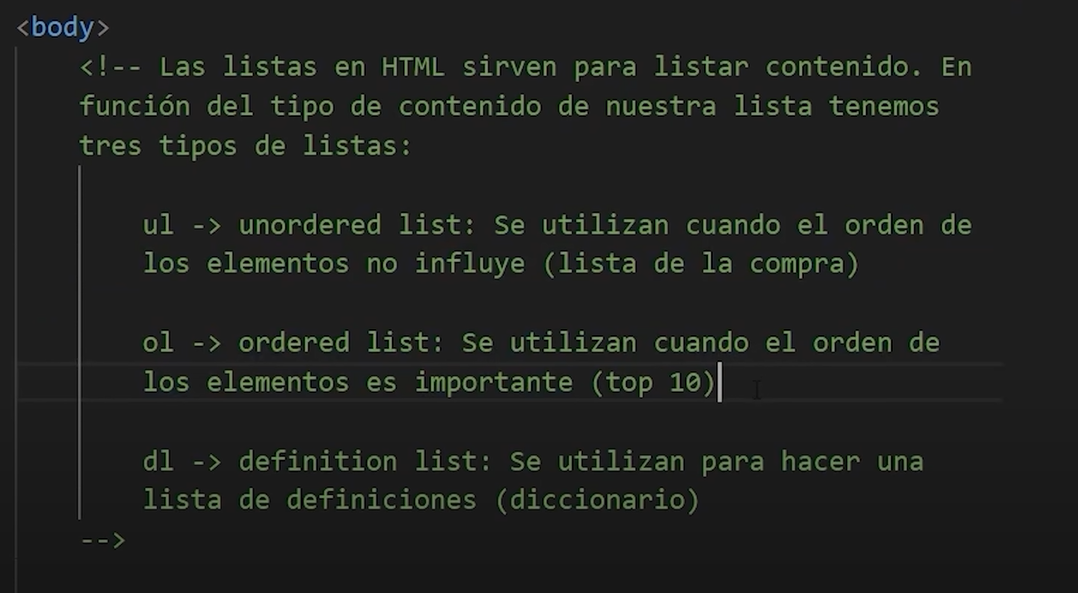 <body>
<!-- Las listas en HTML sirven para listar contenido. En
función del tipo de contenido de nuestra lista tenemos
tres tipos de listas:
ul -> unordered list: Se utilizan cuando el orden de
los elementos no influye (lista de la compra)
ol -> ordered list: Se utilizan cuando el orden de
los elementos es importante (top 10)
dl -> definition list: Se utilizan para hacer una
lista de definiciones (diccionario)
-->